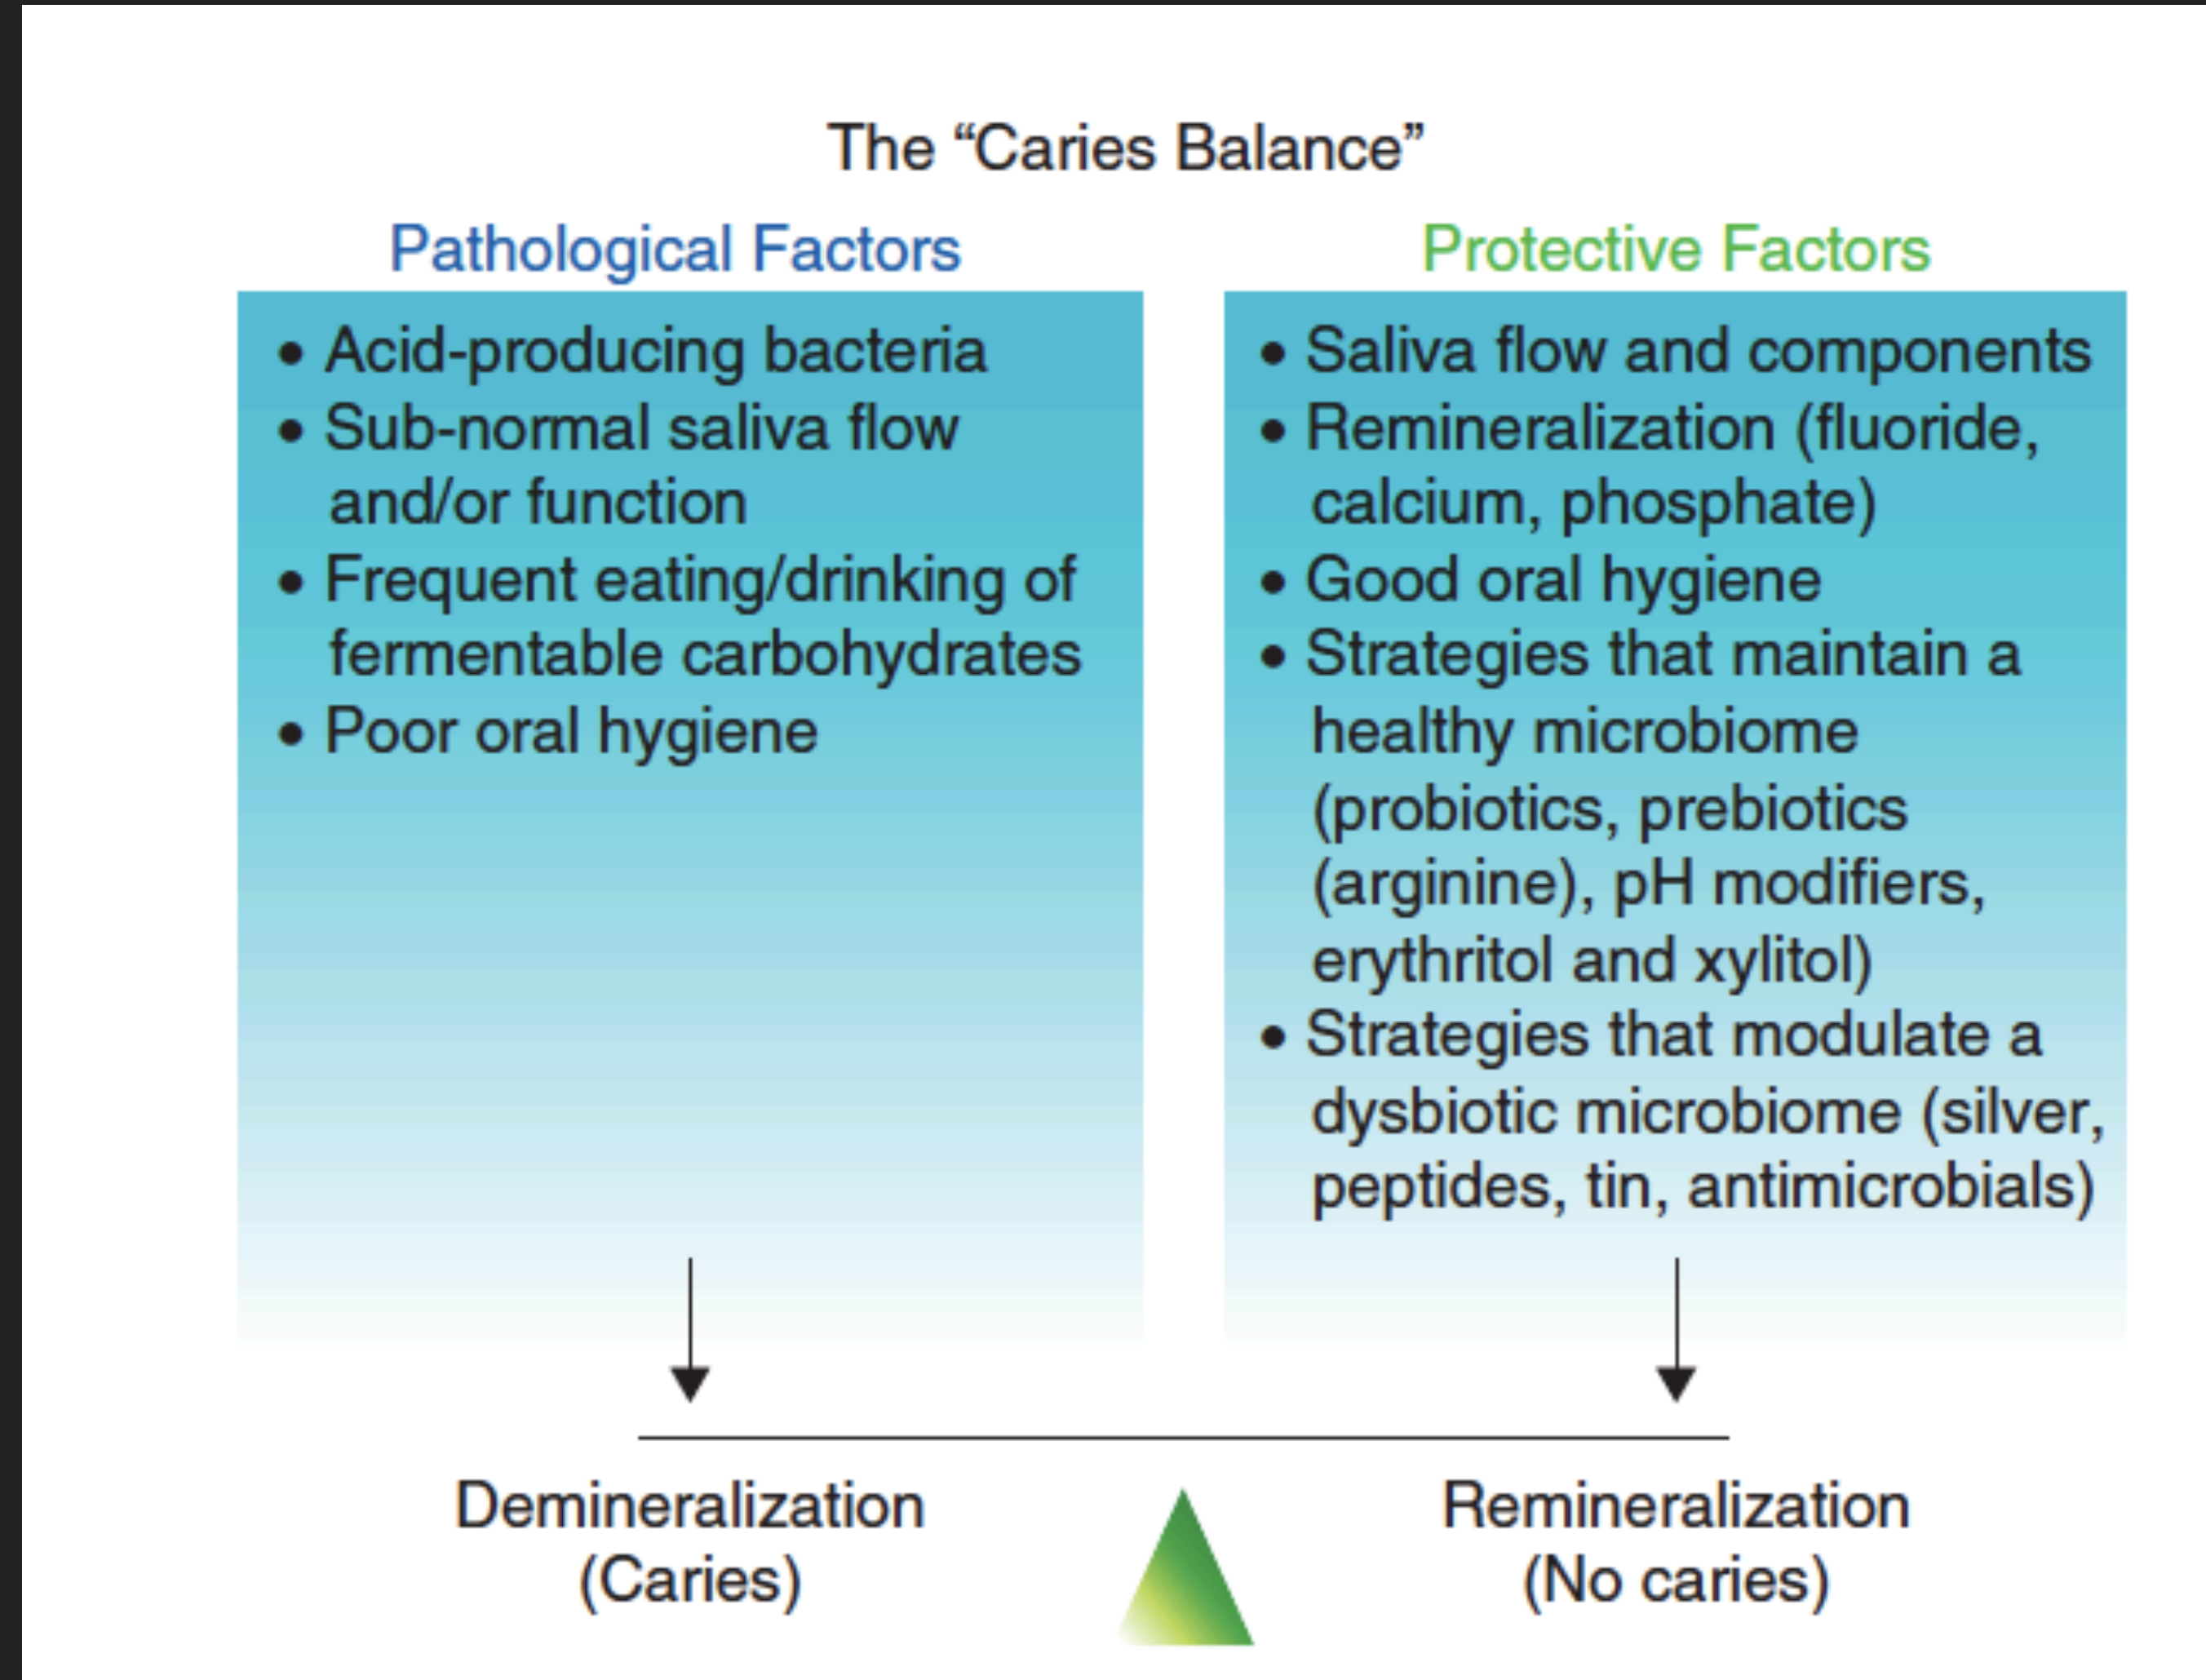 The “Caries Balance”
Pathological Factors
• Acid-producing bacteria
• Sub-normal saliva flow
and/or function
• Frequent eating/drinking of
fermentable carbohydrates
• Poor oral hygiene
Protective Factors
• Saliva flow and components
• Remineralization (fluoride,
calcium, phosphate)
• Good oral hygiene
• Strategies that maintain a
healthy microbiome
(probiotics, prebiotics
(arginine), pH modifiers,
erythritol and xylitol)
• Strategies that modulate a
dysbiotic microbiome (silver,
peptides, tin, antimicrobials)
Demineralization
(Caries)
Remineralization
(No caries)